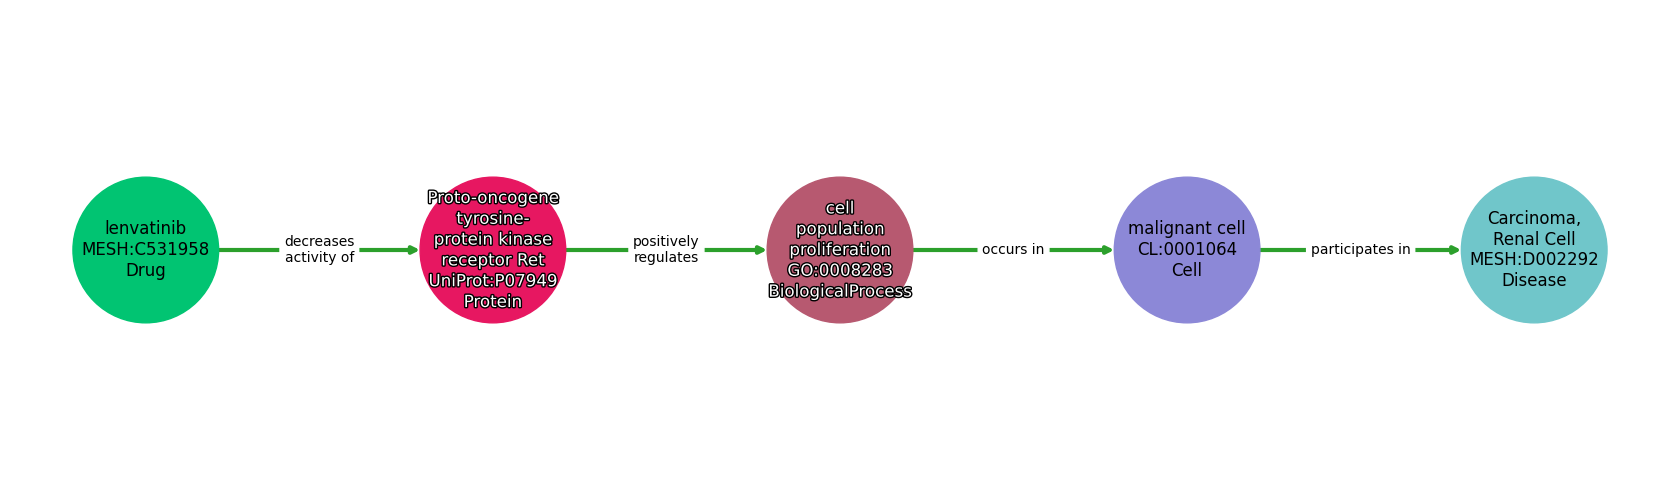 lenvatinib
MESH:C531958
Drug
decreases
activity of
Proto-oncogene
tyrosine-
protein kinase
receptor Ret
UniProt:P07949
Protein
positively
regulates
cell
population
proliferation
GO:0008283
BiologicalProcess
occurs in
malignant cell
CL:0001064
Cell
participates in
Carcinoma,
Renal Cell
MESH:D002292
Disease